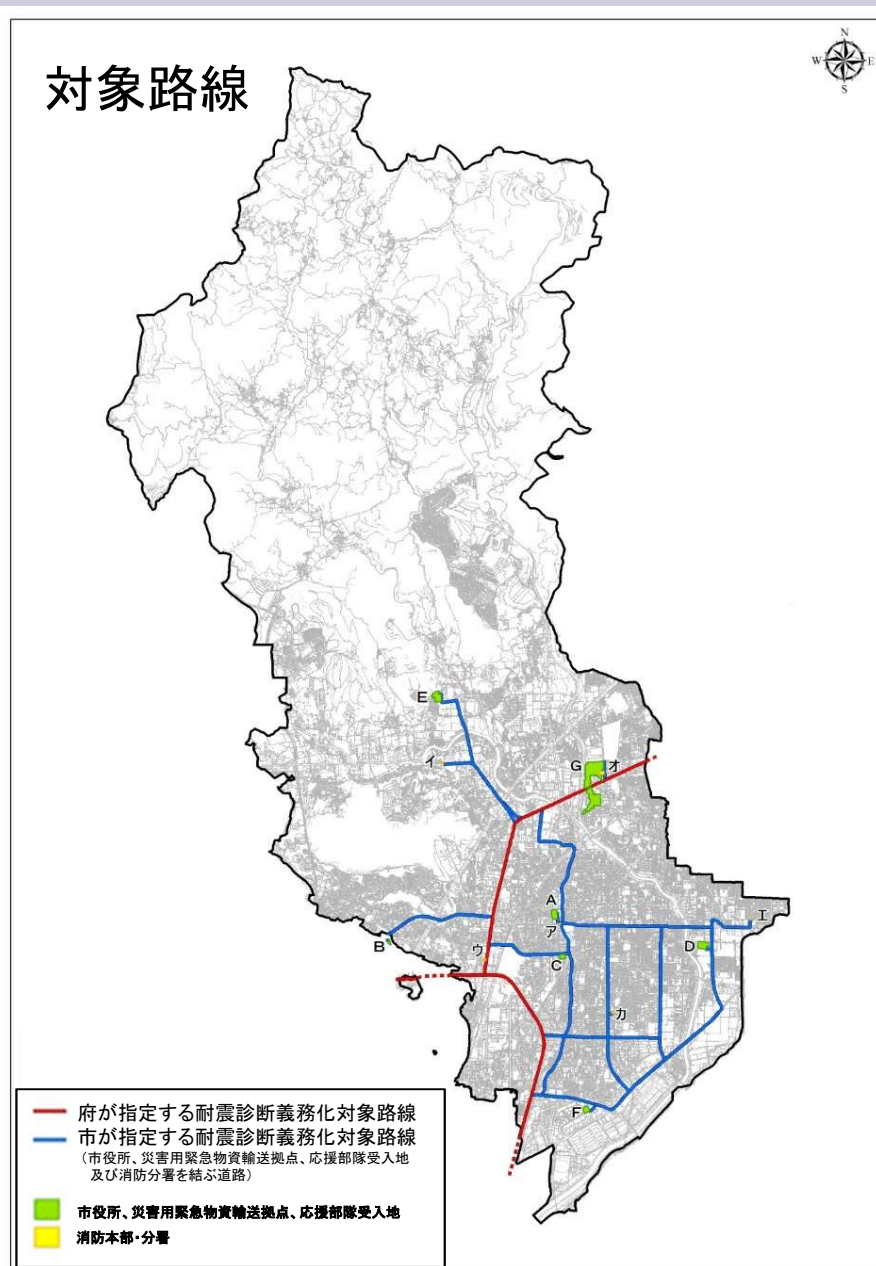 対象路線
N
W E
S
E
イ
G オ
A
ア
エ
B
D
ウ
C
カ
F
府が指定する耐震診断義務化対象路線
市が指定する耐震診断義務化対象路線
(市役所、災害用緊急物資輸送拠点、応援部隊受入地
及び消防分署を結ぶ道路)
市役所、災害用緊急物資輸送拠点、応援部隊受入地
消防本部・分署